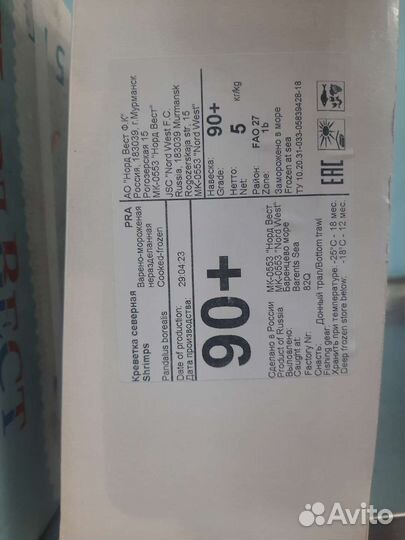 Креветка северная PRA
Shrimps
Варено-мороженая
неразделанная
Pandalus borealis Cooked-frozen
Date of production: 29.04.23
Дата производства:
90+
Сделано в России МК-0553 "Норд Вест"
Product of Russia МК-0553 "Nord West"
Выловлено: Баренцево море
Caught at: Barents Sea
Factory Nr: 820
Снасть: Донный трал/Bottom trawl
Fishing gear:
Хранить при температуре -25°C - 18 мес.
Deep frozen store below: -18°C - 12 мес.
АО "Норд Вест Ф.К"
Россия, 183039, г.Мурманск
Рогозерская 15
МК-0553 "Норд Вест"
JSC "Nord West F.C.
Russia, 183039 Murmansk
Rogozerskaja str, 15
МК-0553 "Nord West"
Навеска: 90+
Grade:
Нетто: 5 кг/kg
Net:
Район: FAO 27
Zone: 1b
Заморожено в море
Frozen at sea
ТУ 10.20.31-033-05839428-18
EAC
Avito